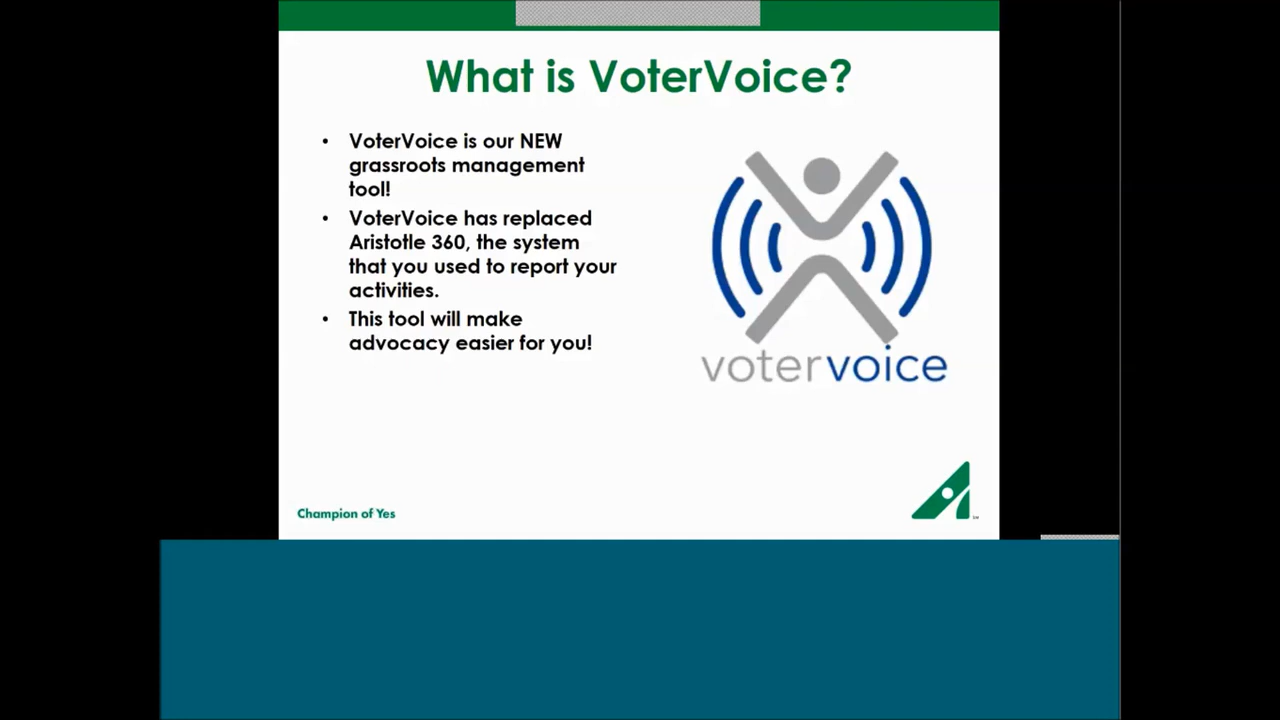 What is VoterVoice?
• VoterVoice is our NEW
grassroots management
tool!
• VoterVoice has replaced
Aristotle 360, the system
that you used to report your
activities.
• This tool will make
advocacy easier for you!
votervoice
Champion of Yes